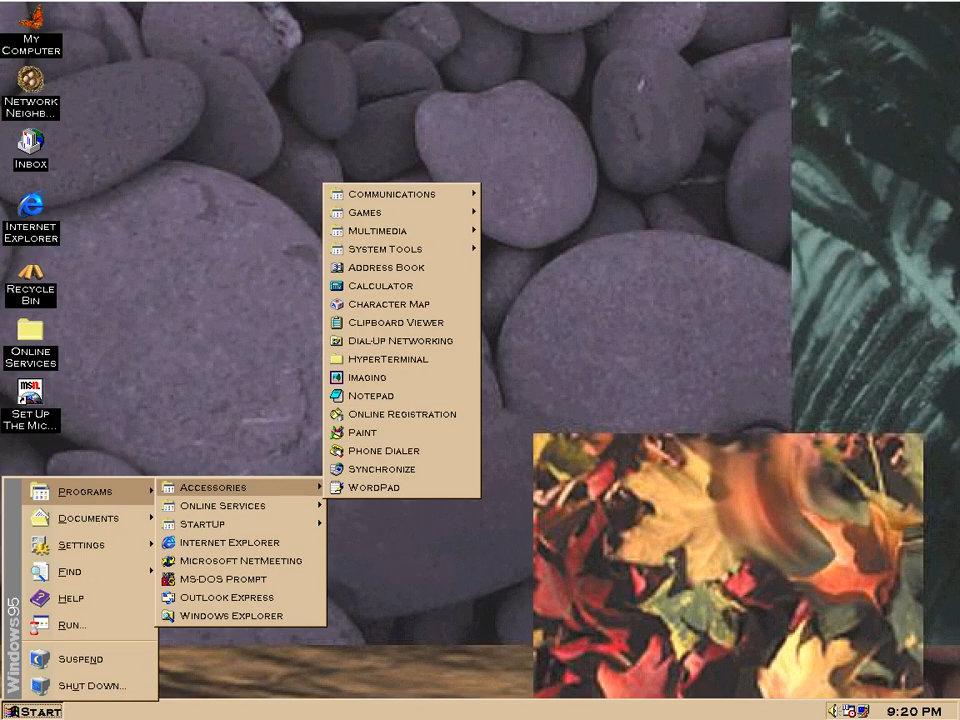 MY
COMPUTER
NETWORK
NEIGHB...
INBOX
INTERNET
EXPLORER
RECYCLE
BIN
ONLINE
SERVICES
msn
SET UP
THE MIC...
COMMUNICATIONS
GAMES
MULTIMEDIA
SYSTEM TOOLS
ADDRESS BOOK
CALCULATOR
CHARACTER MAP
CLIPBOARD VIEWER
DIAL-UP NETWORKING
HYPERTERMINAL
IMAGING
NOTEPAD
ONLINE REGISTRATION
PAINT
PHONE DIALER
SYNCHRONIZE
WORDPAD
ACCESSORIES
ONLINE SERVICES
STARTUP
INTERNET EXPLORER
MICROSOFT NETMEETING
MS-DOS PROMPT
OUTLOOK EXPRESS
WINDOWS EXPLORER
PROGRAMS
DOCUMENTS
SETTINGS
FIND
HELP
RUN...
SUSPEND
SHUT DOWN...
Windows95
START
9:20 PM